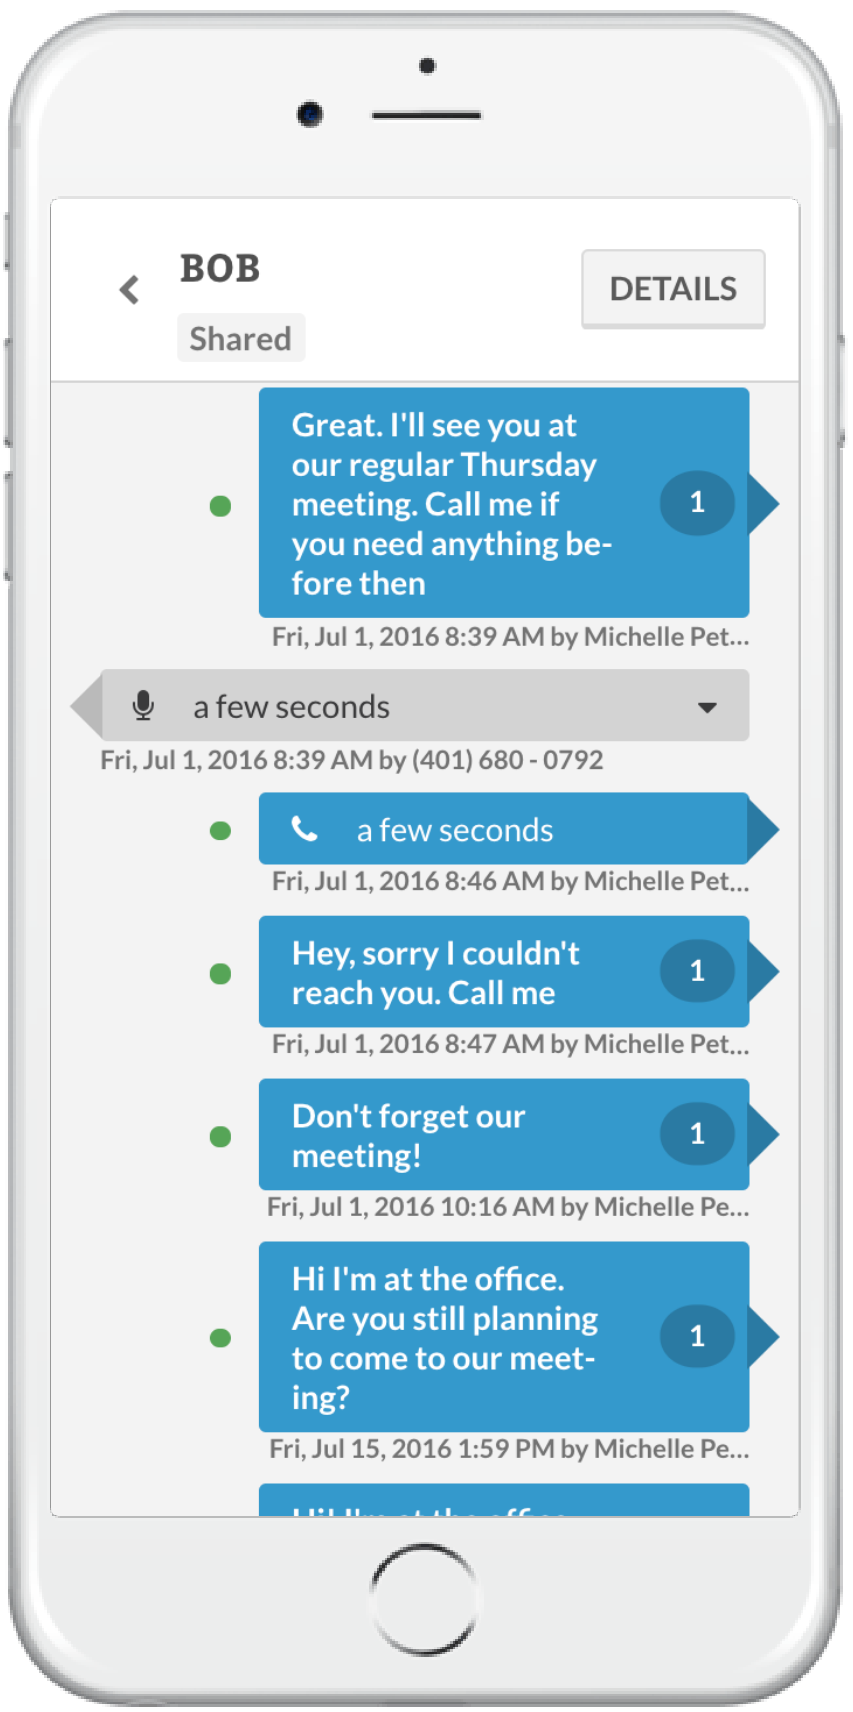 BOB
DETAILS
Shared
Great. I'll see you at
our regular Thursday
meeting. Call me if
you need anything be-
fore then
1
Fri, Jul 1, 2016 8:39 AM by Michelle Pet...
a few seconds
Fri, Jul 1, 2016 8:39 AM by (401) 680 - 0792
a few seconds
Fri, Jul 1, 2016 8:46 AM by Michelle Pet...
Hey, sorry I couldn't
reach you. Call me
1
Fri, Jul 1, 2016 8:47 AM by Michelle Pet...
Don't forget our
meeting!
1
Fri, Jul 1, 2016 10:16 AM by Michelle Pe...
Hi I'm at the office.
Are you still planning
to come to our meet-
ing?
1
Fri, Jul 15, 2016 1:59 PM by Michelle Pe...